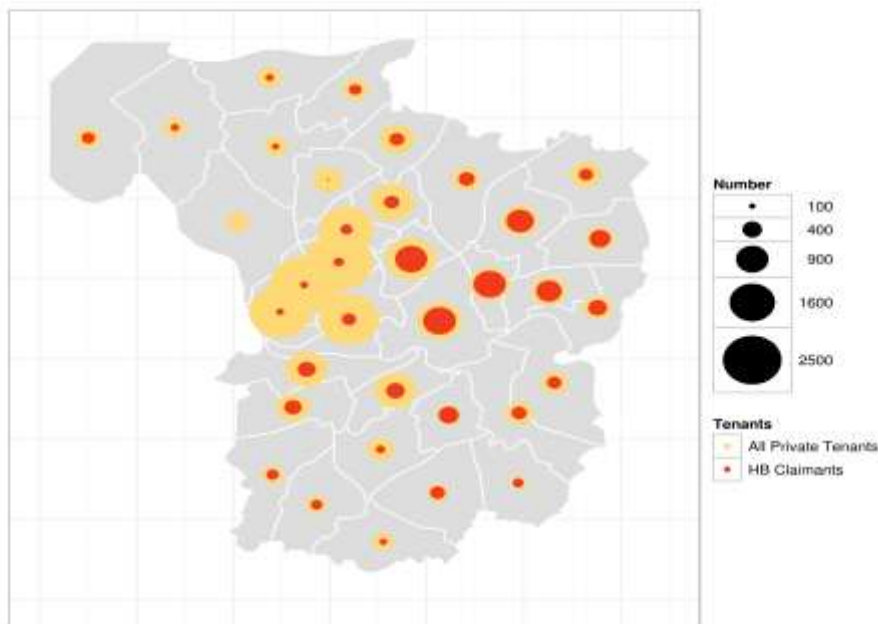 Number
100
400
900
1600
2500
Tenants
All Private Tenants
HB Claimants